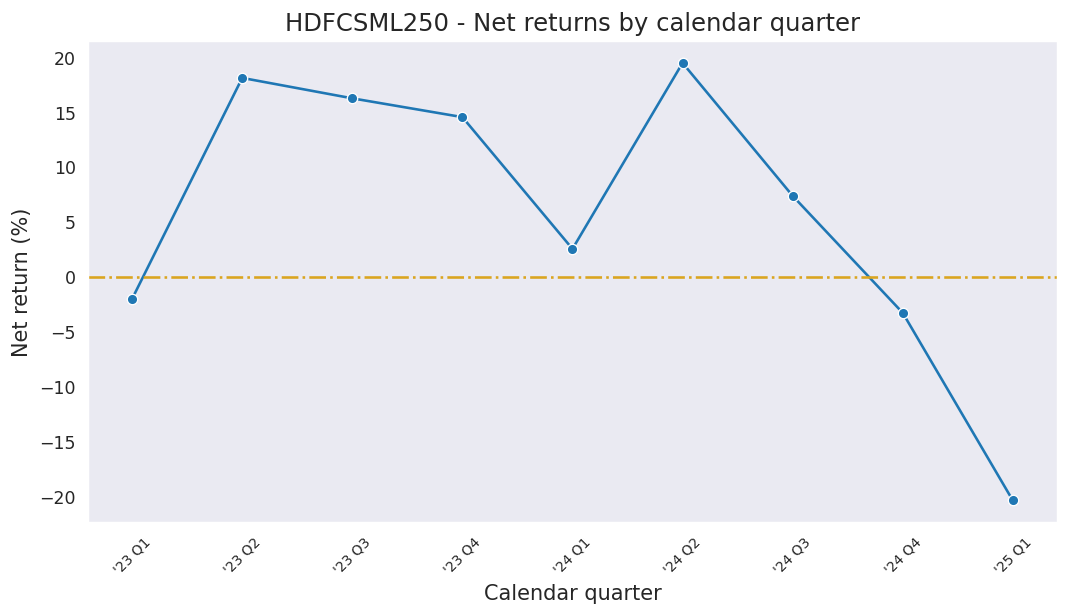 HDFCSML250 - Net returns by calendar quarter
Net return (%)
20
15
10
5
0
−5
−10
−15
−20
'23 Q1
'23 Q2
'23 Q3
'23 Q4
'24 Q1
'24 Q2
'24 Q3
'24 Q4
'25 Q1
Calendar quarter